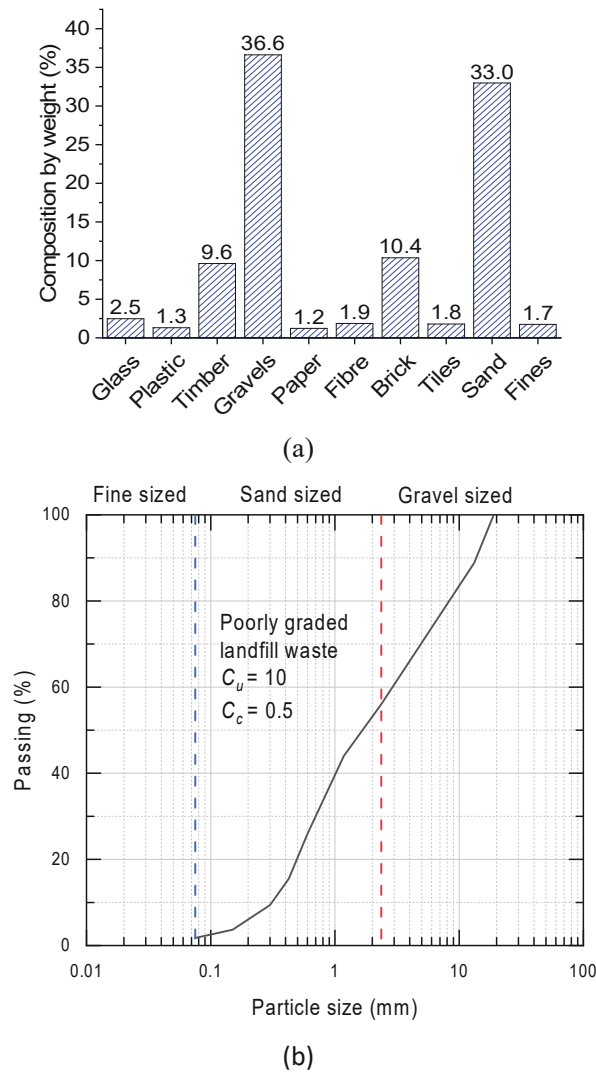 Composition by weight (%)
40
35
30
25
20
15
10
5
0
2.5
1.3
9.6
36.6
1.2
1.9
10.4
1.8
33.0
1.7
Glass
Plastic
Timber
Gravels
Paper
Fibre
Brick
Tiles
Sand
Fines
(a)
Fine sized Sand sized Gravel sized
Passing (%)
100
80
60
40
20
0
Poorly graded
landfill waste
Cu = 10
Cc = 0.5
0.01 0.1 1 10 100
Particle size (mm)
(b)